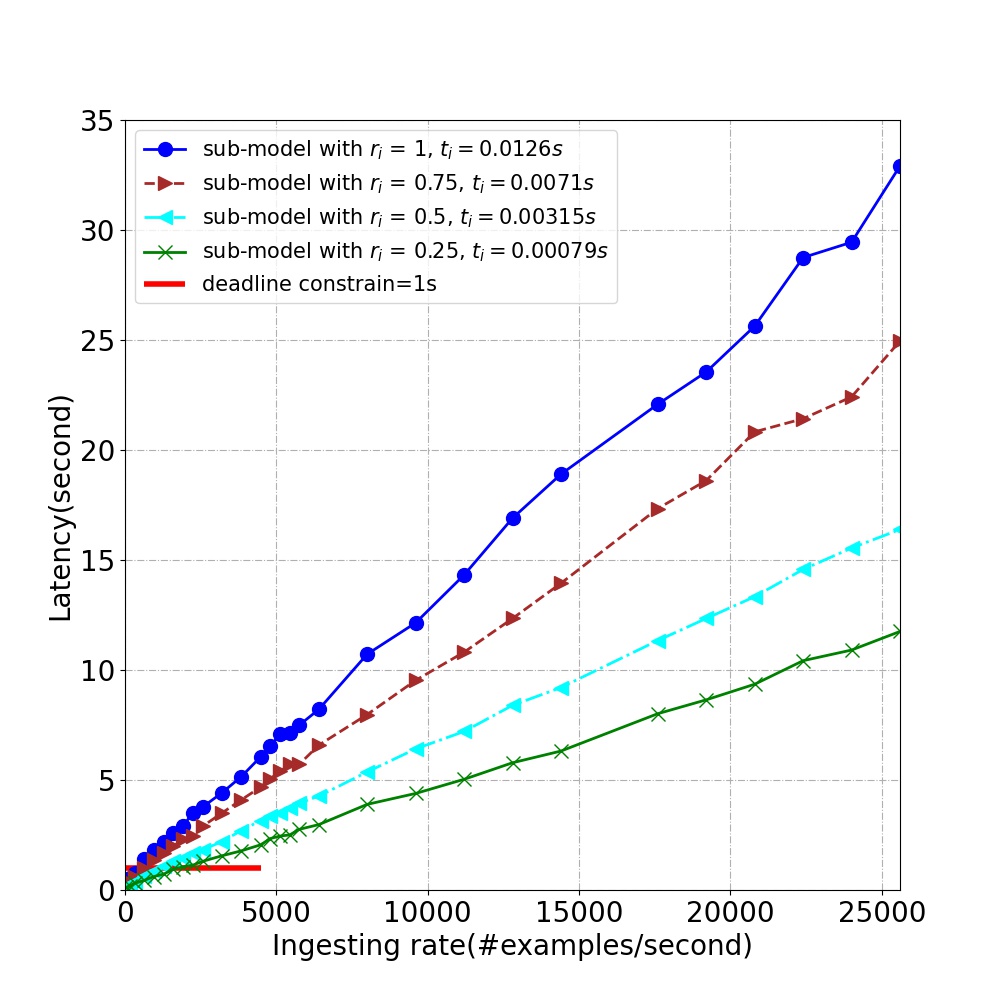 35
30
25
20
15
10
5
0
Latency(second)
sub-model with rᵢ = 1, tᵢ = 0.0126s
sub-model with rᵢ = 0.75, tᵢ = 0.0071s
sub-model with rᵢ = 0.5, tᵢ = 0.00315s
sub-model with rᵢ = 0.25, tᵢ = 0.00079s
deadline constrain=1s
0 5000 10000 15000 20000 25000
Ingesting rate(#examples/second)